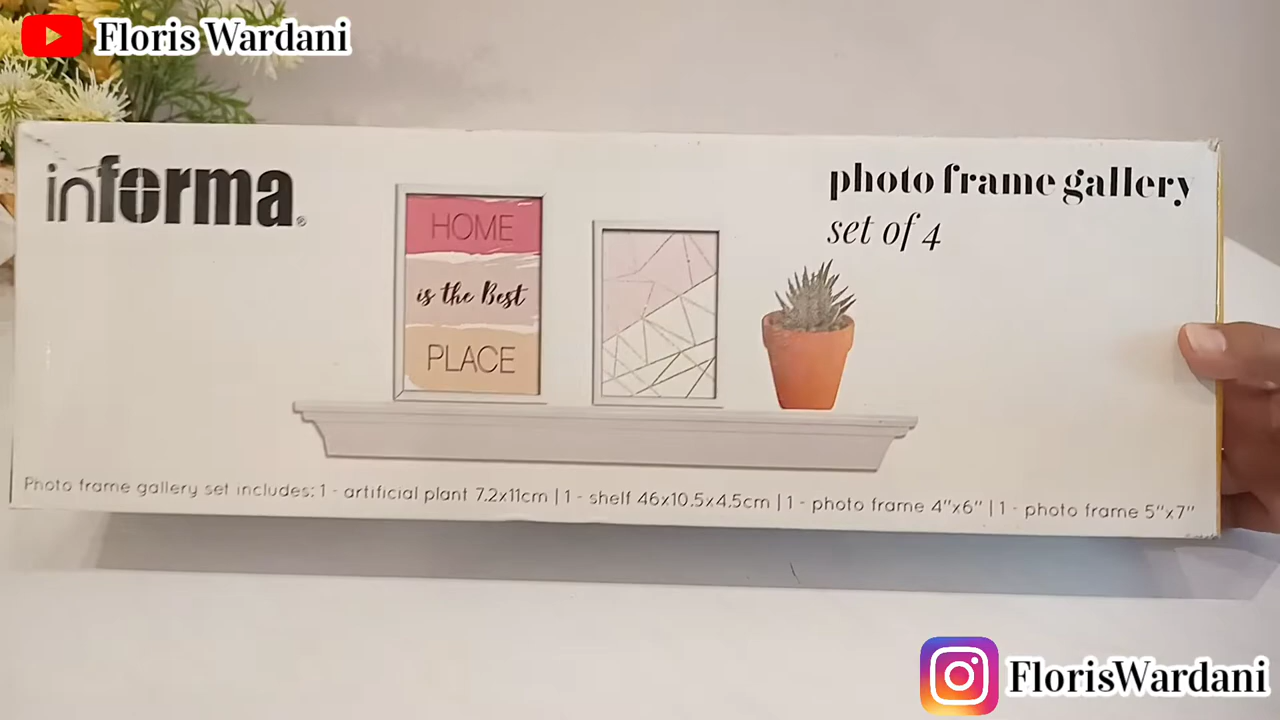 Floris Wardani
informa®
photo frame gallery
set of 4
HOME
is the Best
PLACE
Photo frame gallery set includes: 1 - artificial plant 7.2x11cm | 1 - shelf 46x10.5x4.5cm | 1 - photo frame 4"x6" | 1 - photo frame 5"x7"
FlorisWardani